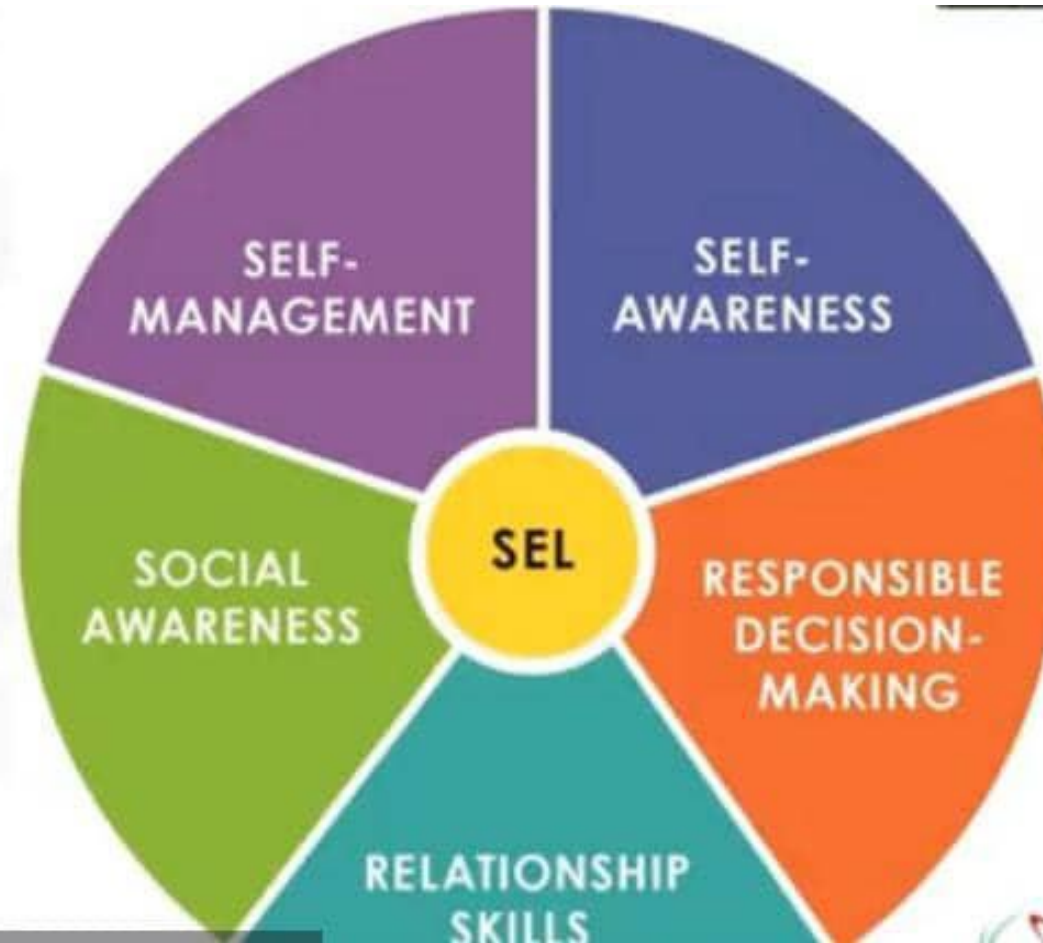 SELF-
MANAGEMENT
SELF-
AWARENESS
SEL
SOCIAL
AWARENESS
RESPONSIBLE
DECISION-
MAKING
RELATIONSHIP
SKILLS